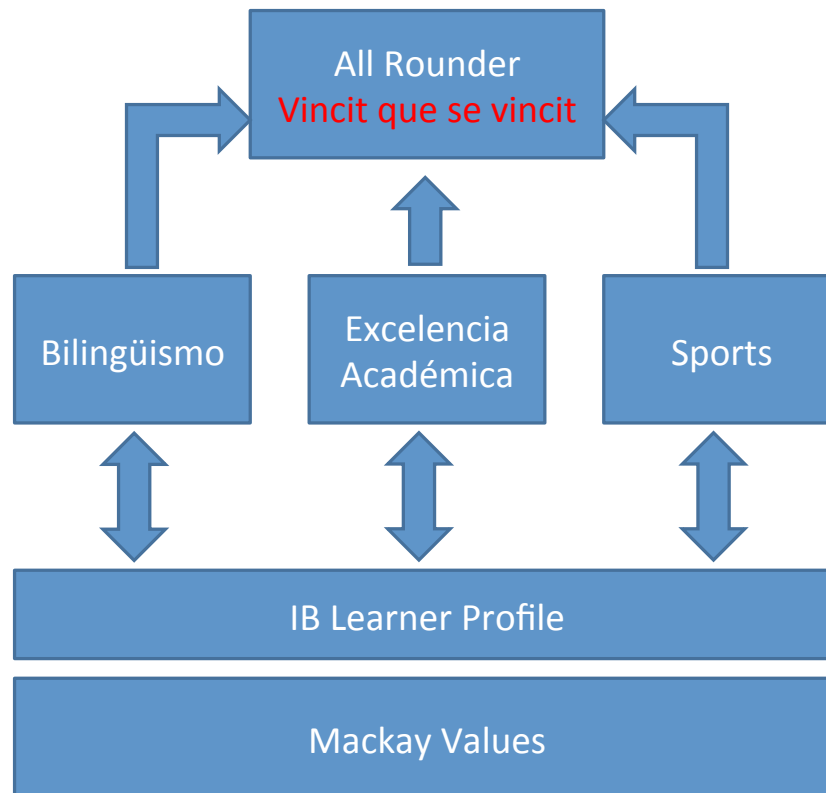 All Rounder
Vincit que se vincit
Bilingüismo
Excelencia
Académica
Sports
IB Learner Profile
Mackay Values